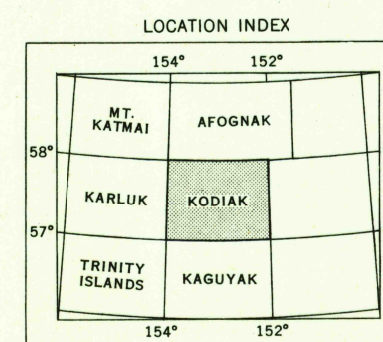 LOCATION INDEX
154° 152°
MT.
KATMAI
AFOGNAK
58°
KARLUK
KODIAK
57°
TRINITY
ISLANDS
KAGUYAK
154° 152°